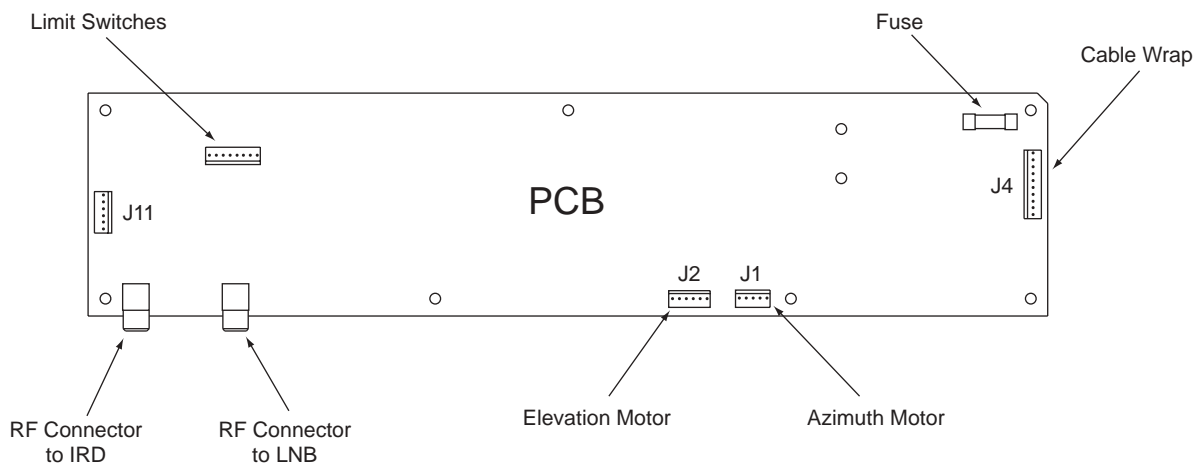 Limit Switches
Fuse
Cable Wrap
J11
PCB
J4
J2
J1
RF Connector
to IRD
RF Connector
to LNB
Elevation Motor
Azimuth Motor